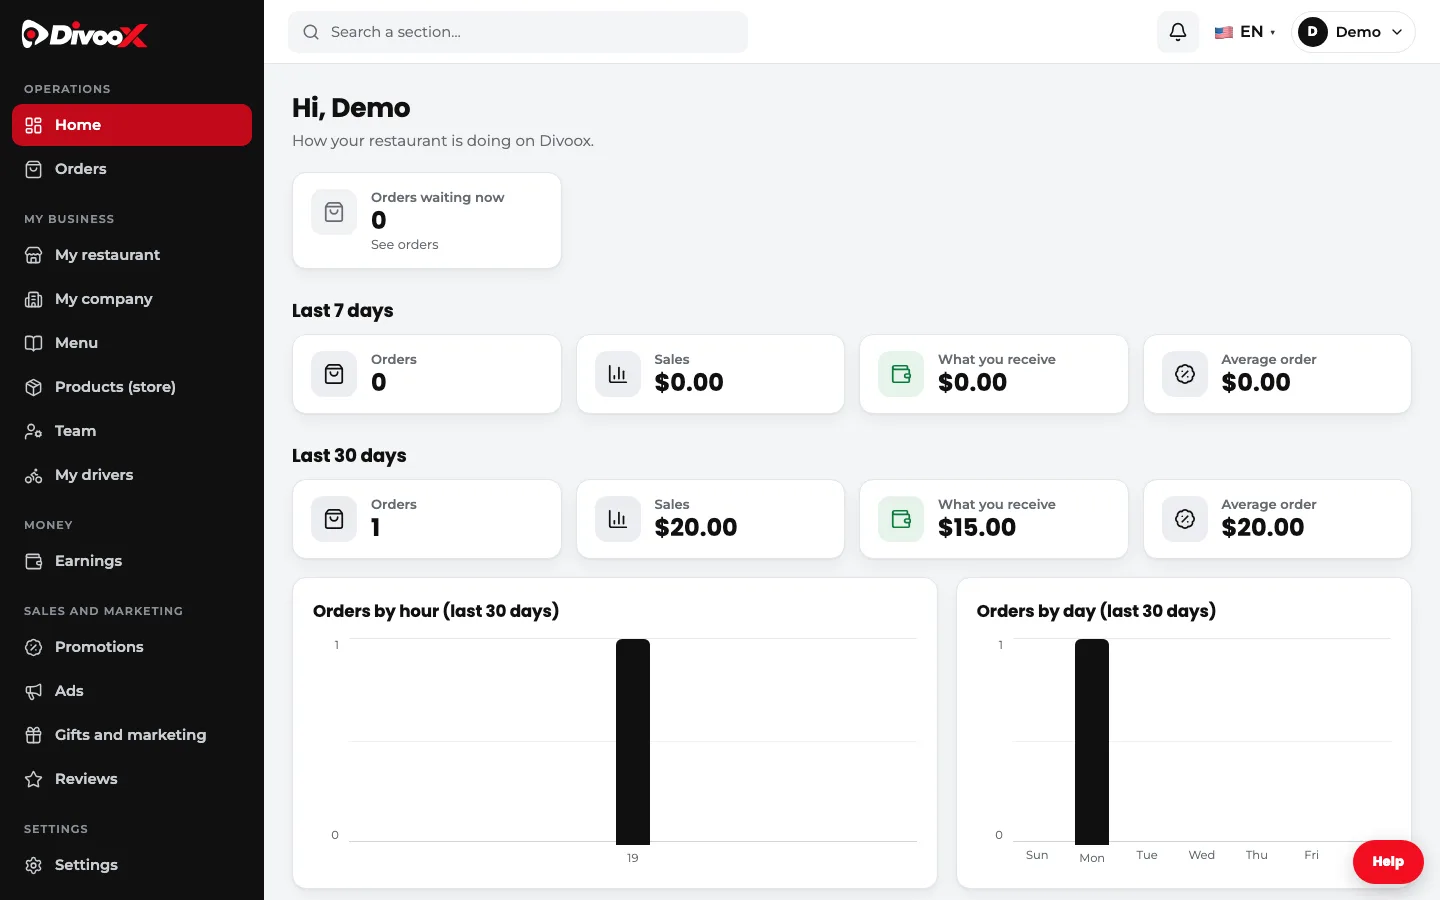 DivooX
OPERATIONS
Home
Orders
MY BUSINESS
My restaurant
My company
Menu
Products (store)
Team
My drivers
MONEY
Earnings
SALES AND MARKETING
Promotions
Ads
Gifts and marketing
Reviews
SETTINGS
Settings
Search a section...
EN
D
Demo
Hi, Demo
How your restaurant is doing on Divoox.
Orders waiting now
0
See orders
Last 7 days
Orders
0
Sales
$0.00
What you receive
$0.00
Average order
$0.00
Last 30 days
Orders
1
Sales
$20.00
What you receive
$15.00
Average order
$20.00
Orders by hour (last 30 days)
1
0
19
Orders by day (last 30 days)
1
0
Sun Mon Tue Wed Thu Fri
Help